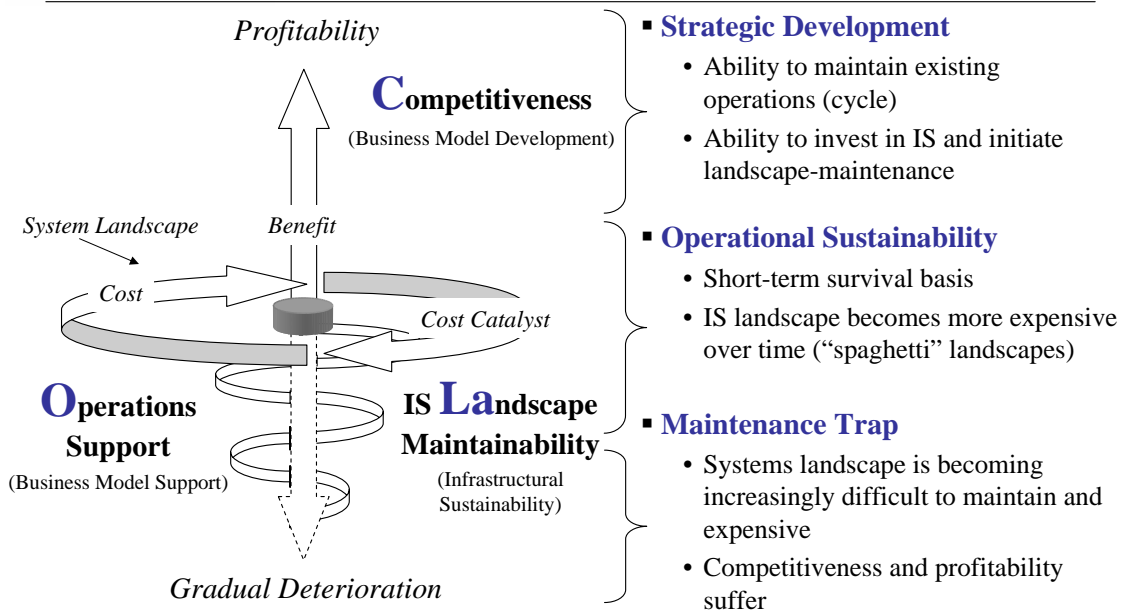 Profitability
Competitiveness
(Business Model Development)
System Landscape
Benefit
Cost
Cost Catalyst
Operations
Support
(Business Model Support)
IS Landscape
Maintainability
(Infrastructural
Sustainability)
Gradual Deterioration
▪ Strategic Development
• Ability to maintain existing
operations (cycle)
• Ability to invest in IS and initiate
landscape-maintenance
▪ Operational Sustainability
• Short-term survival basis
• IS landscape becomes more expensive
over time (“spaghetti” landscapes)
▪ Maintenance Trap
• Systems landscape is becoming
increasingly difficult to maintain and
expensive
• Competitiveness and profitability
suffer